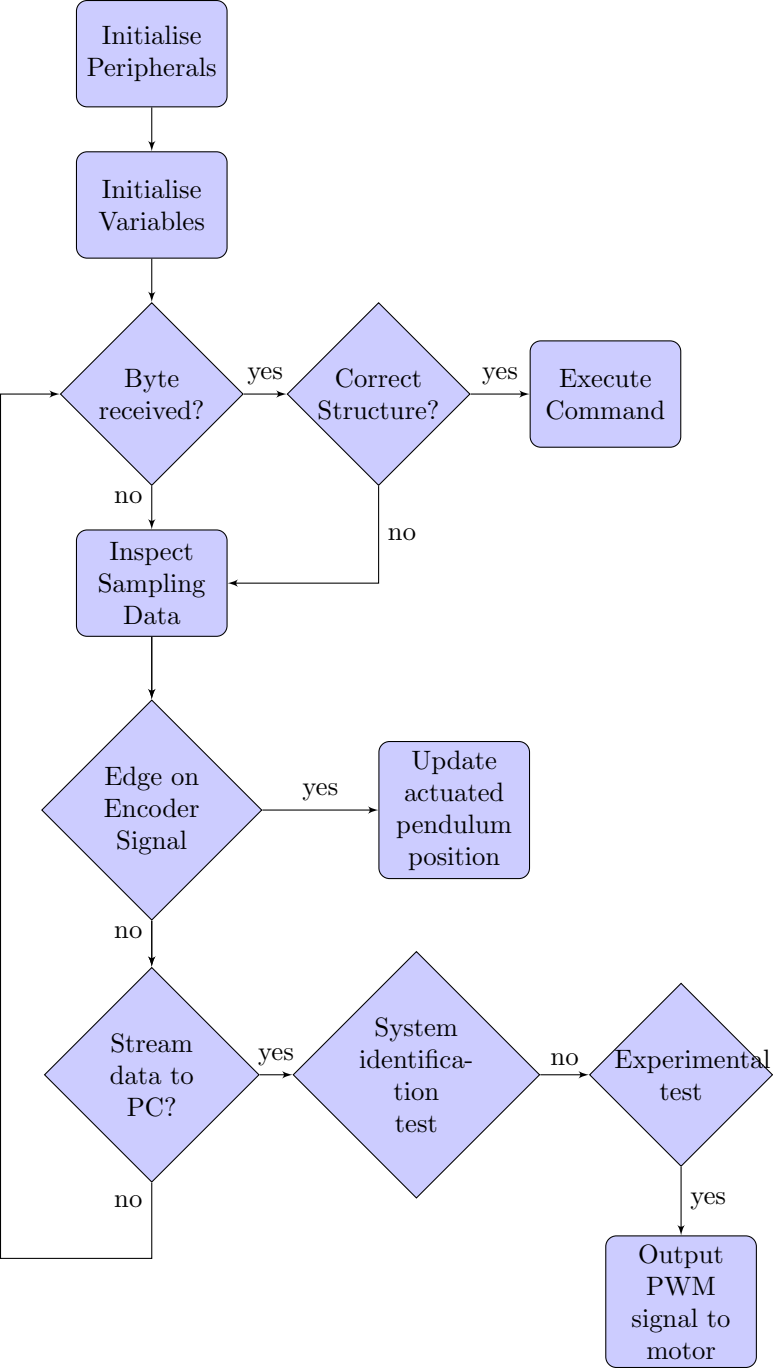 Initialise
Peripherals
Initialise
Variables
Byte
received?
yes
Correct
Structure?
yes
Execute
Command
no
no
Inspect
Sampling
Data
Edge on
Encoder
Signal
yes
Update
actuated
pendulum
position
no
Stream
data to
PC?
yes
System
identifica-
tion
test
no
Experimental
test
no
yes
Output
PWM
signal to
motor